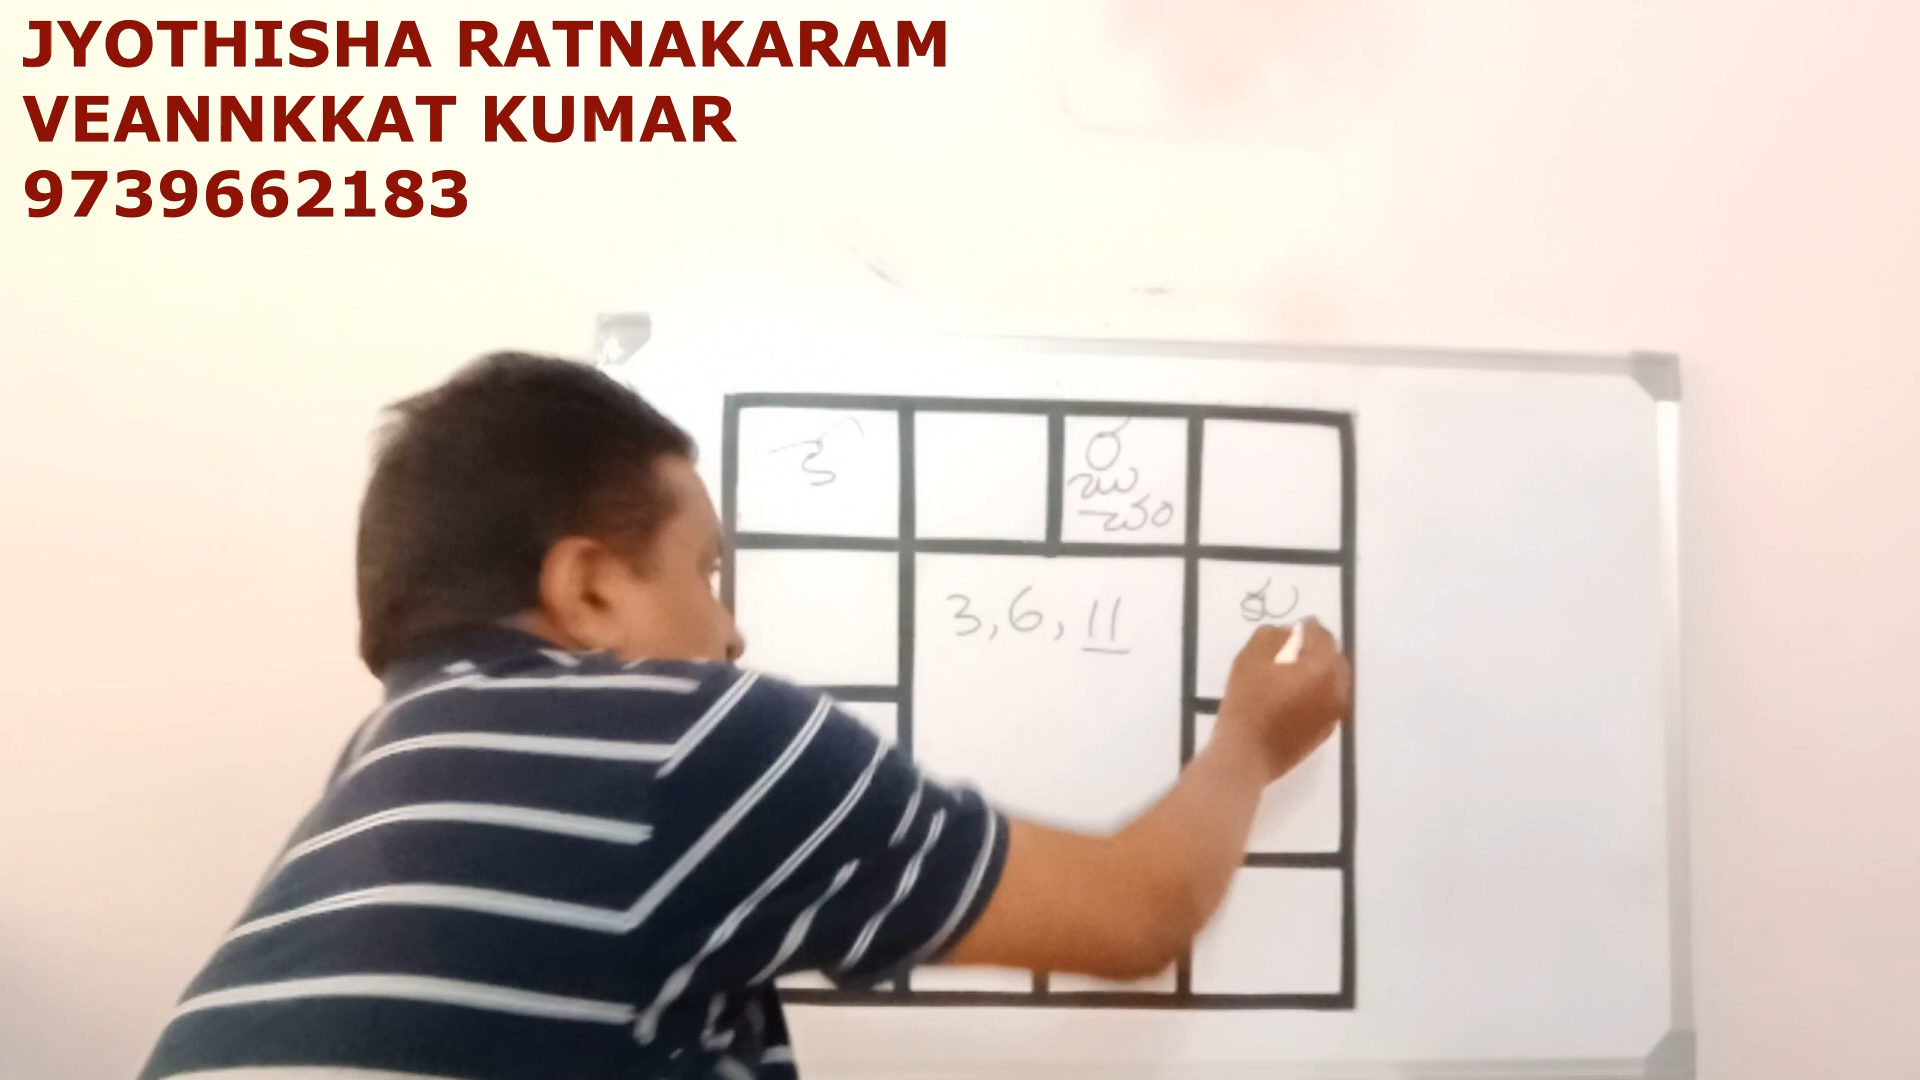 JYOTHISHA RATNAKARAM
VEANNKKAT KUMAR
9739662183
ర
బు
చం
3, 6, 11
కు